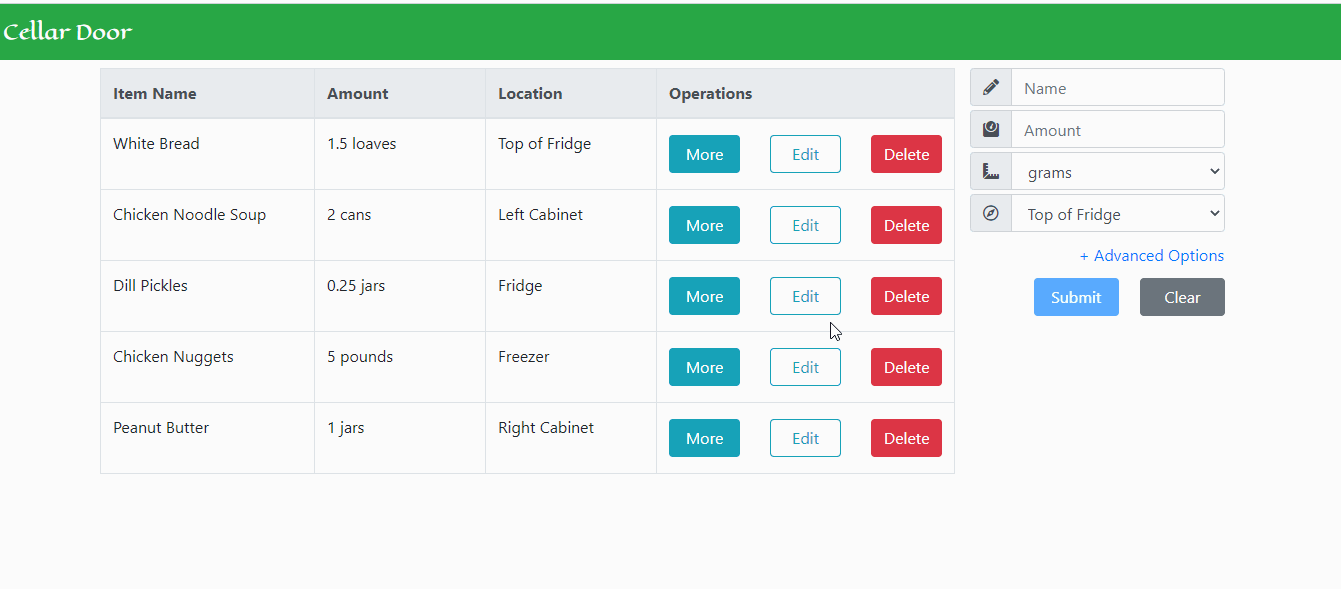 Cellar Door
Item Name Amount Location Operations
White Bread 1.5 loaves Top of Fridge More Edit Delete
Chicken Noodle Soup 2 cans Left Cabinet More Edit Delete
Dill Pickles 0.25 jars Fridge More Edit Delete
Chicken Nuggets 5 pounds Freezer More Edit Delete
Peanut Butter 1 jars Right Cabinet More Edit Delete
Name
Amount
grams
Top of Fridge
+ Advanced Options
Submit Clear